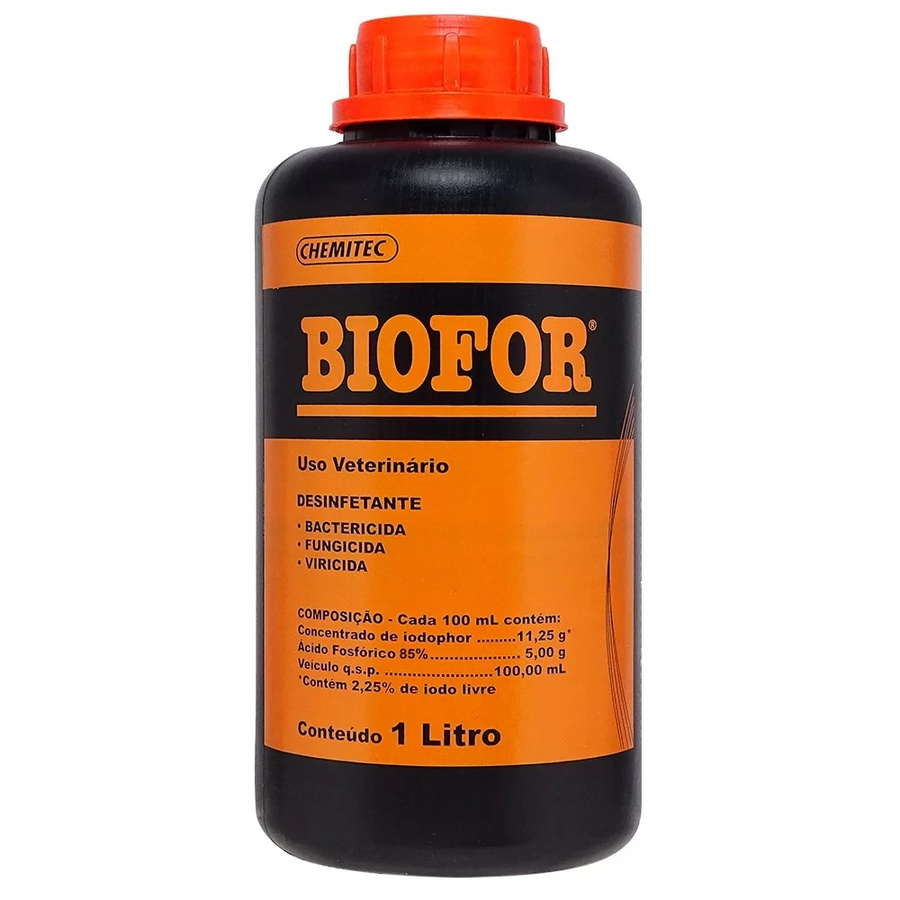 CHEMITEC
BIOFOR®
Uso Veterinário
DESINFETANTE
• BACTERICIDA
• FUNGICIDA
• VIRICIDA
COMPOSIÇÃO - Cada 100 mL contém:
Concentrado de iodophor .........11,25 g*
Ácido Fosfórico 85%..................... 5,00 g
Veículo q.s.p. .........................100,00 mL
*Contém 2,25% de iodo livre
Conteúdo 1 Litro